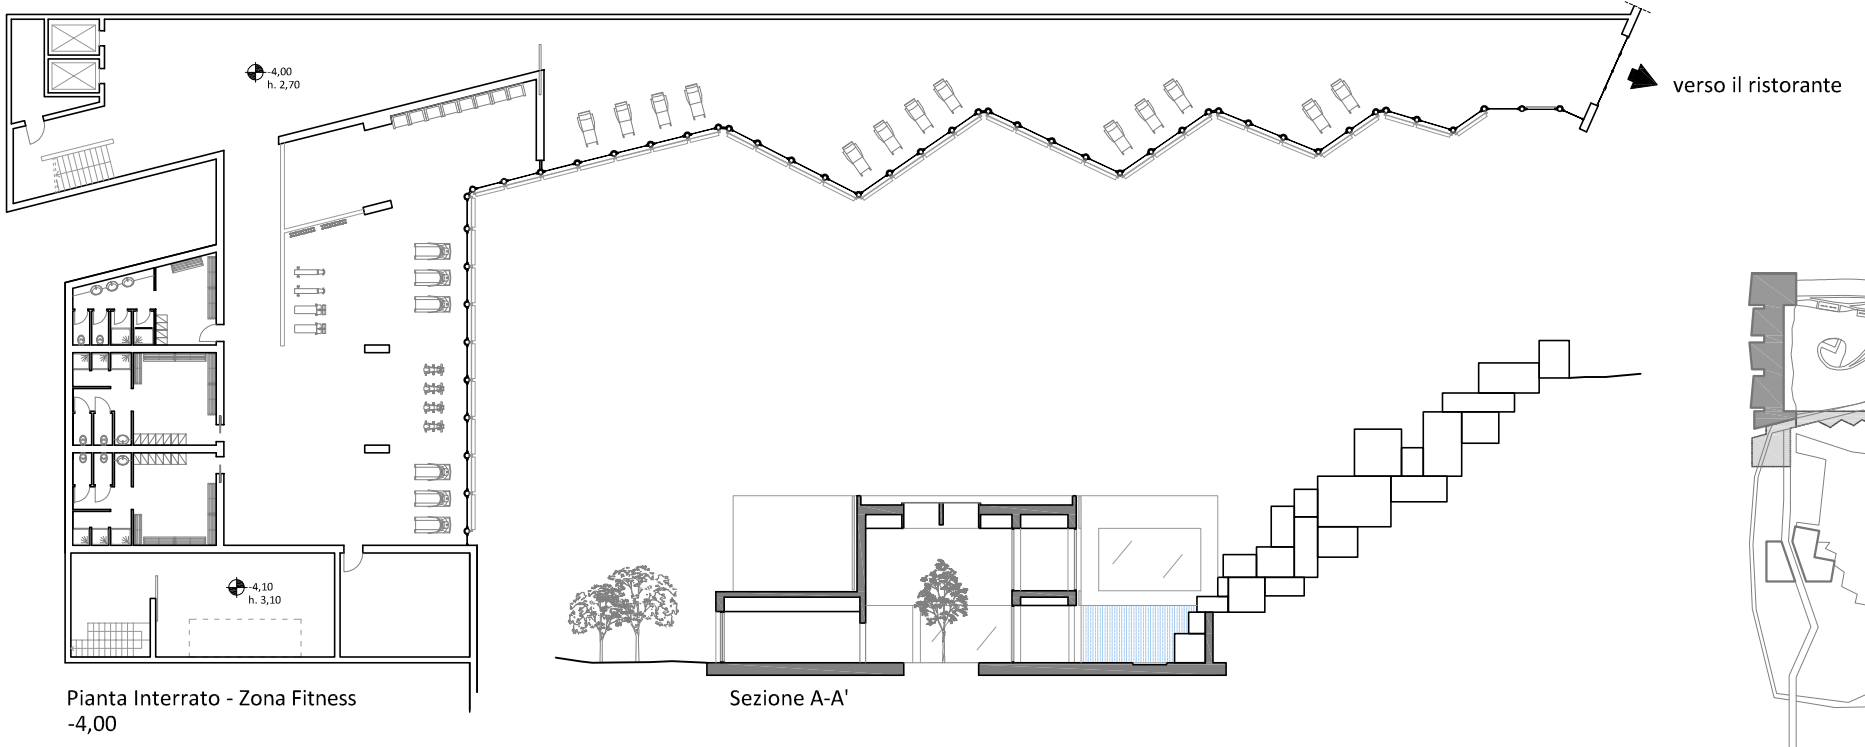 -4,00
h. 2,70
verso il ristorante
-4,10
h. 3,10
Pianta Interrato - Zona Fitness
-4,00
Sezione A-A'